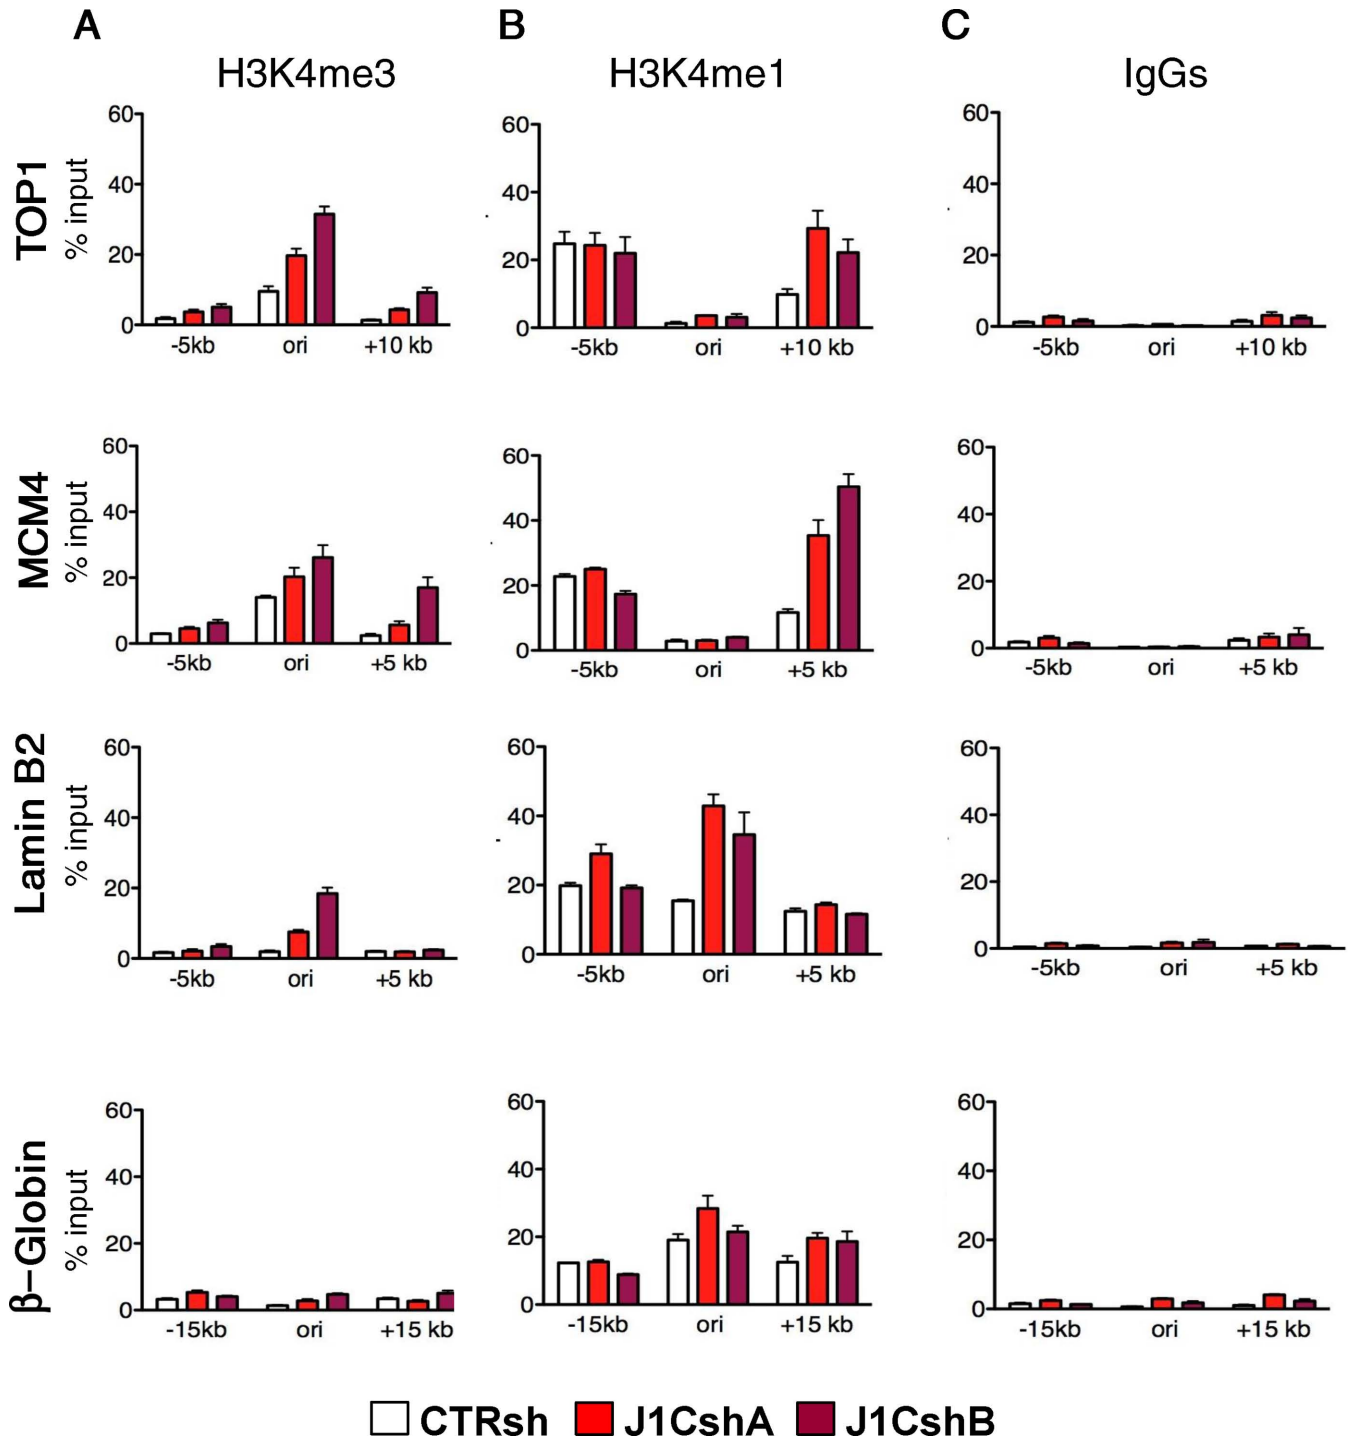 A B C
H3K4me3 H3K4me1 IgGs
TOP1
% input
60 40 20 0
-5kb ori +10 kb
60 40 20 0
-5kb ori +10 kb
60 40 20 0
-5kb ori +10 kb
MCM4
% input
60 40 20 0
-5kb ori +5 kb
60 40 20 0
-5kb ori +5 kb
60 40 20 0
-5kb ori +5 kb
Lamin B2
% input
60 40 20 0
-5kb ori +5 kb
60 40 20 0
-5kb ori +5 kb
60 40 20 0
-5kb ori +5 kb
β–Globin
% input
60 40 20 0
-15kb ori +15 kb
60 40 20 0
-15kb ori +15 kb
60 40 20 0
-15kb ori +15 kb
CTRsh J1CshA J1CshB